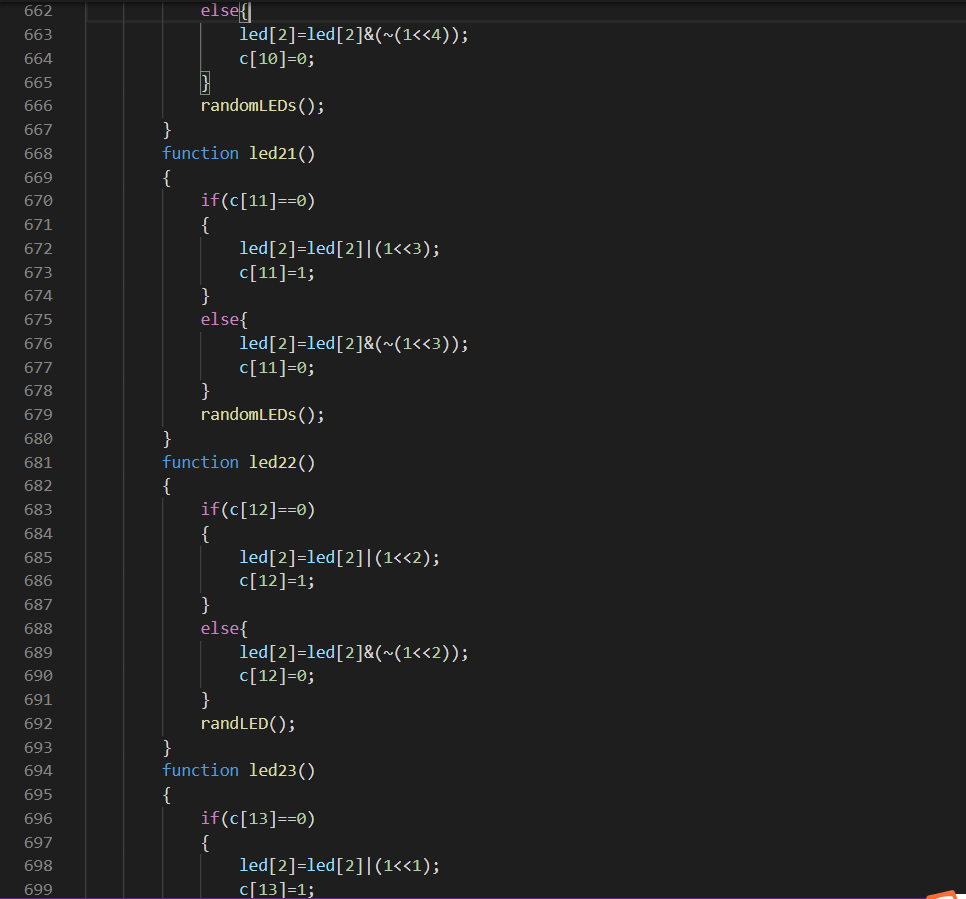 662 else{
663 led[2]=led[2]&(~(1<<4));
664 c[10]=0;
665 }
666 randomLEDs();
667 }
668 function led21()
669 {
670 if(c[11]==0)
671 {
672 led[2]=led[2]|(1<<3);
673 c[11]=1;
674 }
675 else{
676 led[2]=led[2]&(~(1<<3));
677 c[11]=0;
678 }
679 randomLEDs();
680 }
681 function led22()
682 {
683 if(c[12]==0)
684 {
685 led[2]=led[2]|(1<<2);
686 c[12]=1;
687 }
688 else{
689 led[2]=led[2]&(~(1<<2));
690 c[12]=0;
691 }
692 randLED();
693 }
694 function led23()
695 {
696 if(c[13]==0)
697 {
698 led[2]=led[2]|(1<<1);
699 c[13]=1;